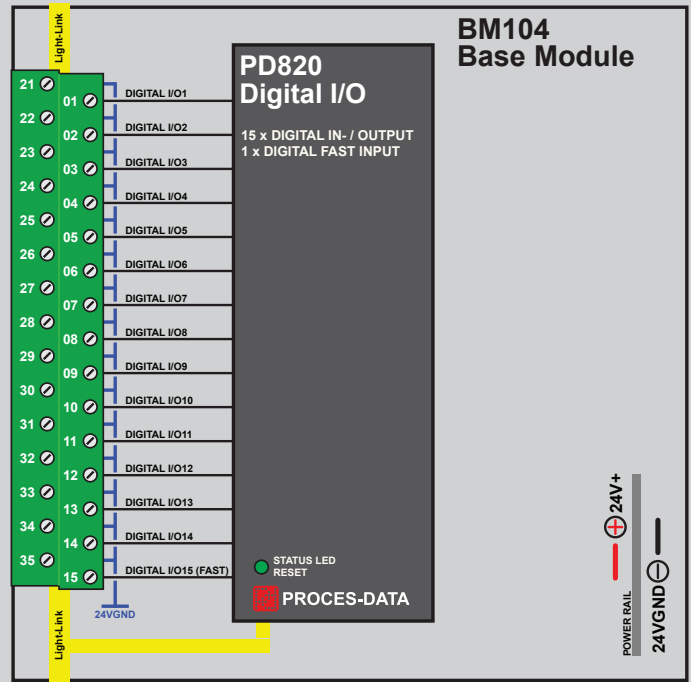 Light-Link
BM104
Base Module
PD820
Digital I/O
15 x DIGITAL IN- / OUTPUT
1 x DIGITAL FAST INPUT
21
01
DIGITAL I/O1
22
02
DIGITAL I/O2
23
03
DIGITAL I/O3
24
04
DIGITAL I/O4
25
05
DIGITAL I/O5
26
06
DIGITAL I/O6
27
07
DIGITAL I/O7
28
08
DIGITAL I/O8
29
09
DIGITAL I/O9
30
10
DIGITAL I/O10
31
11
DIGITAL I/O11
32
12
DIGITAL I/O12
33
13
DIGITAL I/O13
34
14
DIGITAL I/O14
35
15
DIGITAL I/O15 (FAST)
24VGND
Light-Link
STATUS LED
RESET
PROCES-DATA
24V+
POWER RAIL
24VGND